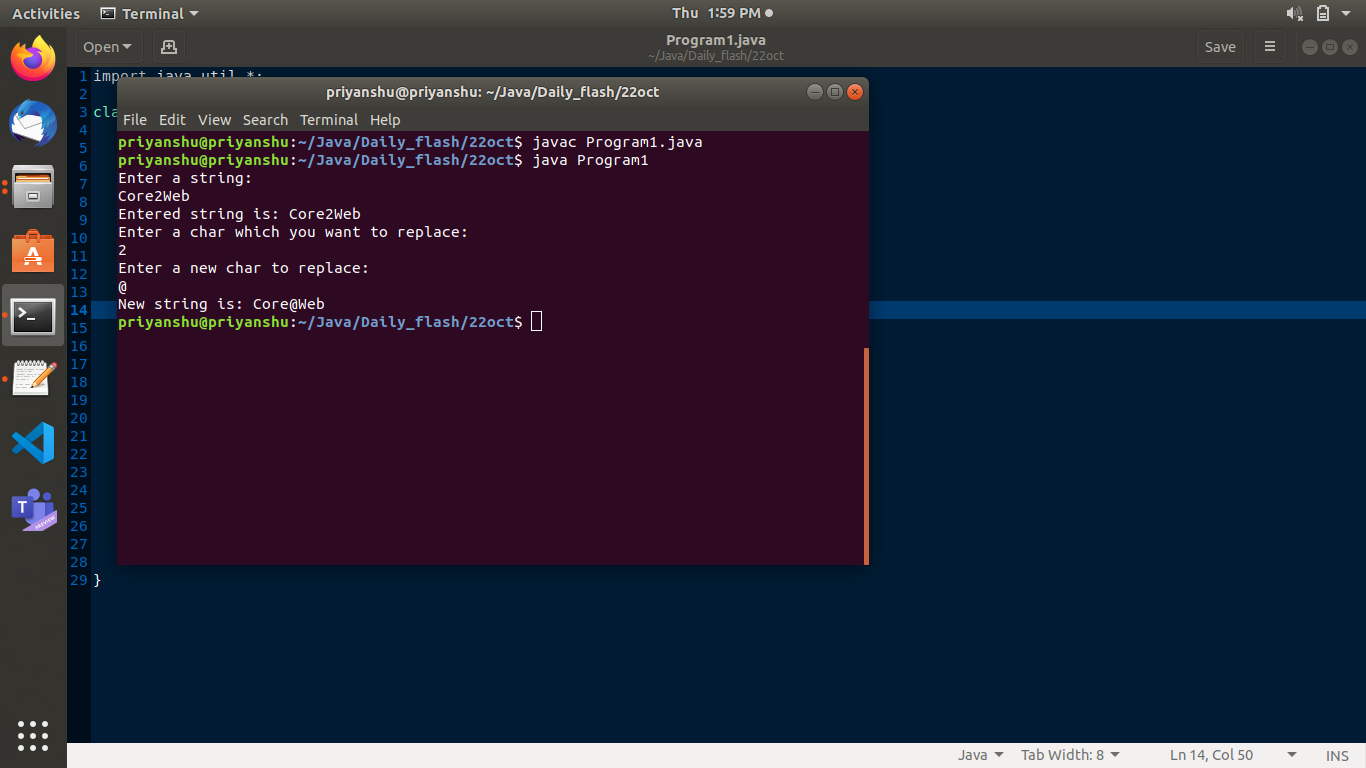 Activities Terminal Thu 1:59 PM
Open Program1.java Save
~/Java/Daily_flash/22oct
1 import java.util.*;
2
3 cla
4
5
6
7
8
9
10
11
12
13
14
15
16
17
18
19
20
21
22
23
24
25
26
27
28
29 }
priyanshu@priyanshu: ~/Java/Daily_flash/22oct
File Edit View Search Terminal Help
priyanshu@priyanshu:~/Java/Daily_flash/22oct$ javac Program1.java
priyanshu@priyanshu:~/Java/Daily_flash/22oct$ java Program1
Enter a string:
Core2Web
Entered string is: Core2Web
Enter a char which you want to replace:
2
Enter a new char to replace:
@
New string is: Core@Web
priyanshu@priyanshu:~/Java/Daily_flash/22oct$
T
PREVIEW
Java Tab Width: 8 Ln 14, Col 50 INS